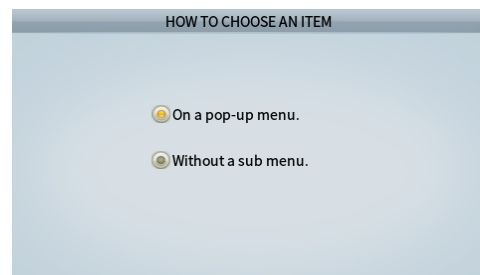 HOW TO CHOOSE AN ITEM
On a pop-up menu.
Without a sub menu.